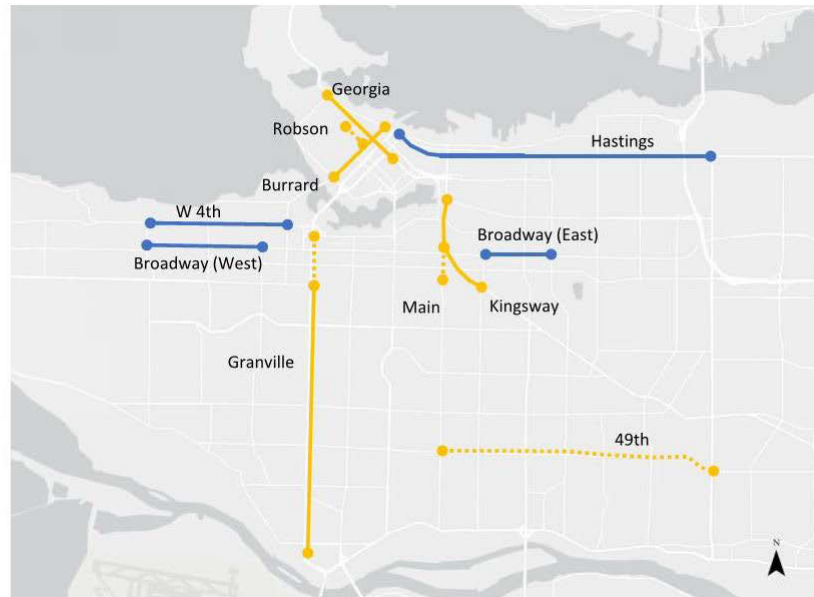 Georgia
Robson
Hastings
Burrard
W 4th
Broadway (East)
Broadway (West)
Main
Kingsway
Granville
49th
N